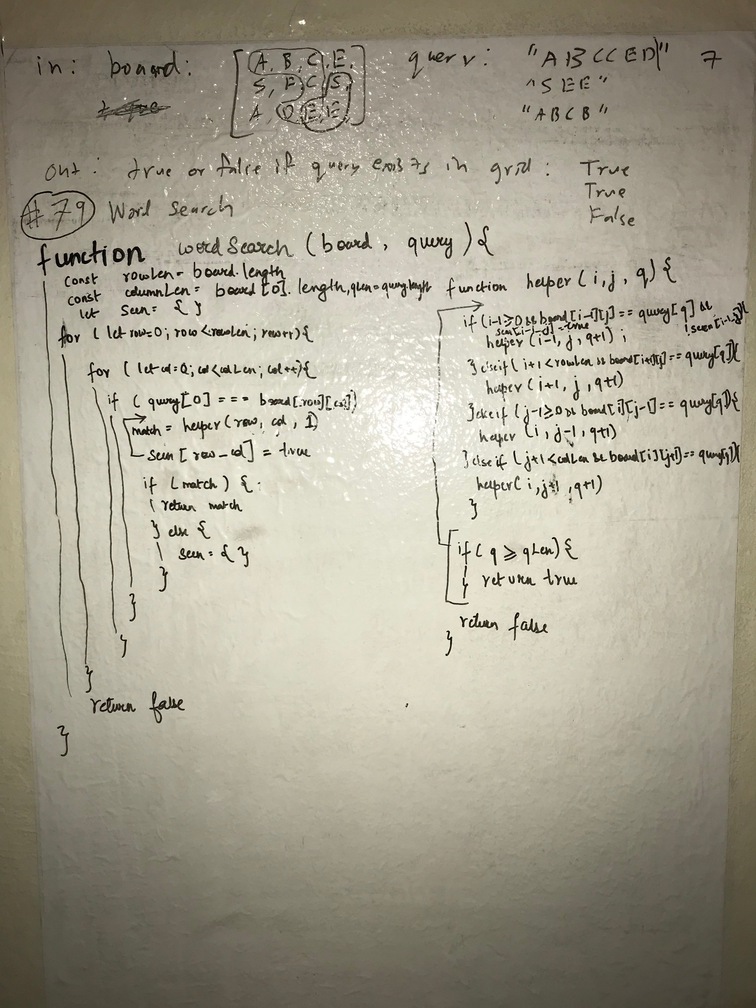 in: board: [A, B, C, E, query: "ABCCED" 7
S, F, C, S, "SEE"
A, D, E, E] "ABCB"
Out: true or false if query exists in grid: True
True
#79 Word Search False
function wordSearch (board, query) {
const rowLen = board.length
const columnLen = board[0].length, qLen = query.length
let seen = { }
for ( let row=0; row < rowLen; row++) {
for ( let col=0; col < colLen; col++) {
if ( query[0] === board[row][col])
match = helper (row, col, 1)
seen [row_col] = true
if (match) {
return match
} else {
seen = { }
}
}
}
}
return false
}
function helper (i, j, q) {
if (i-1≥0 && board[i-1][j] == query[q] && !seen[i-1_j]) {
seen[i-1_j] = true
helper (i-1, j, q+1) ;
} else if ( i+1 < rowLen && board[i+1][j] == query[q]) {
helper (i+1, j, q+1)
} else if (j-1≥0 && board[i][j-1] == query[q]) {
helper (i, j-1, q+1)
} else if (j+1 < colLen && board[i][j+1] == query[q]) {
helper( i, j+1, q+1)
}
if ( q ≥ qLen) {
return true
}
return false
}